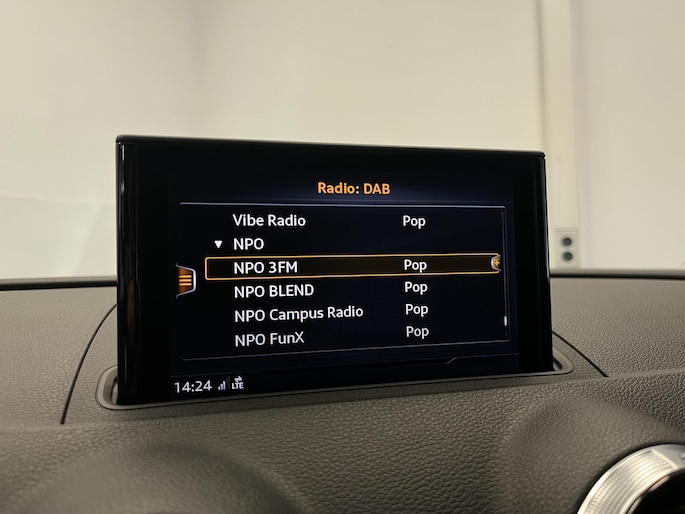 Radio: DAB
Vibe Radio Pop
NPO
NPO 3FM Pop
NPO BLEND Pop
NPO Campus Radio Pop
NPO FunX Pop
14:24 LTE